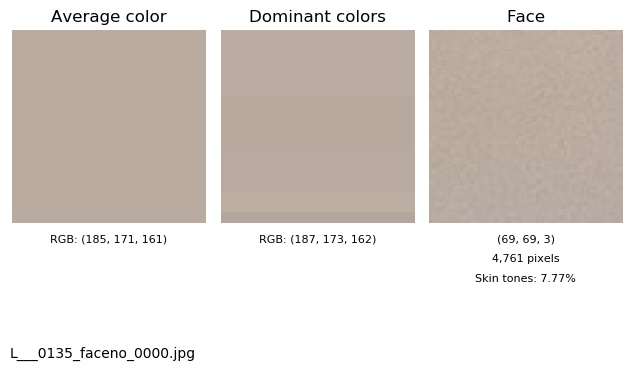 Average color
Dominant colors
Face
RGB: (185, 171, 161)
RGB: (187, 173, 162)
(69, 69, 3)
4,761 pixels
Skin tones: 7.77%
L___0135_faceno_0000.jpg